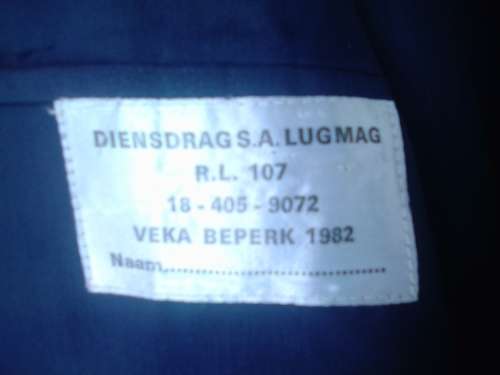 DIENSDRAG S.A. LUGMAG
R.L. 107
18 - 405 - 9072
VEKA BEPERK 1982
Naam..............................